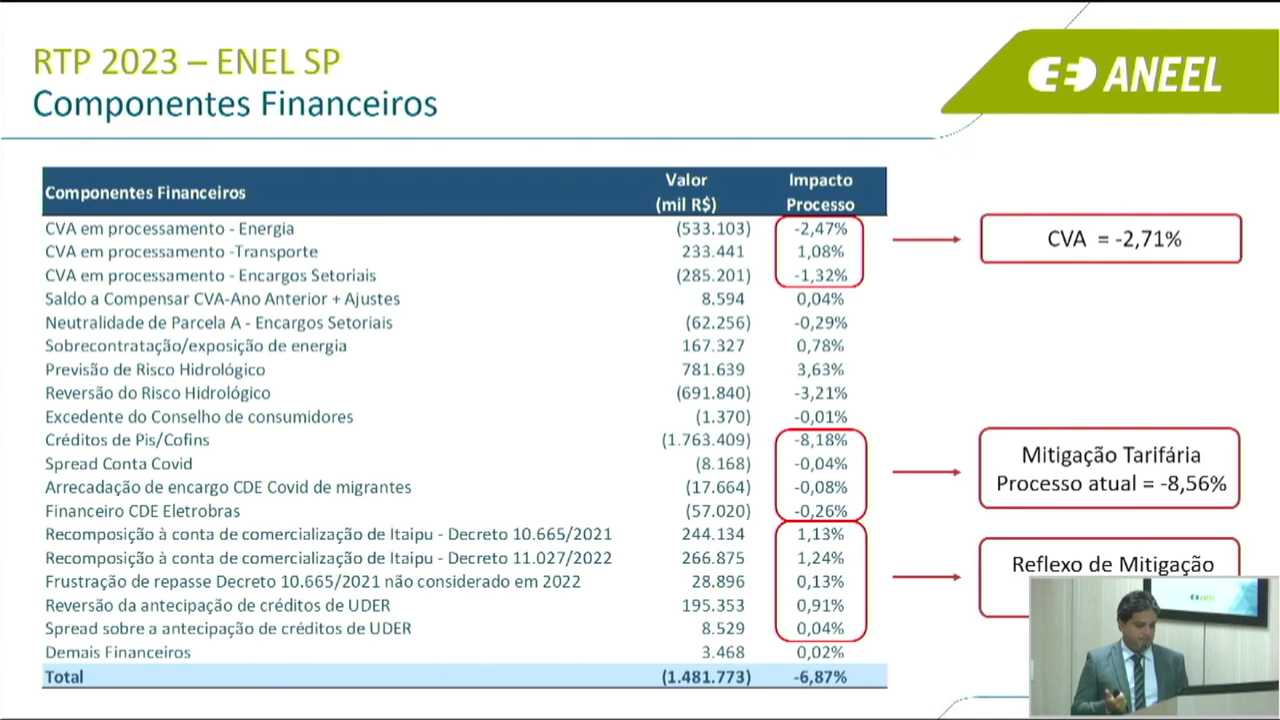 RTP 2023 – ENEL SP
Componentes Financeiros
ANEEL
Componentes Financeiros Valor (mil R$) Impacto Processo
CVA em processamento - Energia (533.103) -2,47%
CVA em processamento -Transporte 233.441 1,08%
CVA em processamento - Encargos Setoriais (285.201) -1,32%
Saldo a Compensar CVA-Ano Anterior + Ajustes 8.594 0,04%
Neutralidade de Parcela A - Encargos Setoriais (62.256) -0,29%
Sobrecontratação/exposição de energia 167.327 0,78%
Previsão de Risco Hidrológico 781.639 3,63%
Reversão do Risco Hidrológico (691.840) -3,21%
Excedente do Conselho de consumidores (1.370) -0,01%
Créditos de Pis/Cofins (1.763.409) -8,18%
Spread Conta Covid (8.168) -0,04%
Arrecadação de encargo CDE Covid de migrantes (17.664) -0,08%
Financeiro CDE Eletrobras (57.020) -0,26%
Recomposição à conta de comercialização de Itaipu - Decreto 10.665/2021 244.134 1,13%
Recomposição à conta de comercialização de Itaipu - Decreto 11.027/2022 266.875 1,24%
Frustração de repasse Decreto 10.665/2021 não considerado em 2022 28.896 0,13%
Reversão da antecipação de créditos de UDER 195.353 0,91%
Spread sobre a antecipação de créditos de UDER 8.529 0,04%
Demais Financeiros 3.468 0,02%
Total (1.481.773) -6,87%
CVA = -2,71%
Mitigação Tarifária
Processo atual = -8,56%
Reflexo de Mitigação
ANEEL